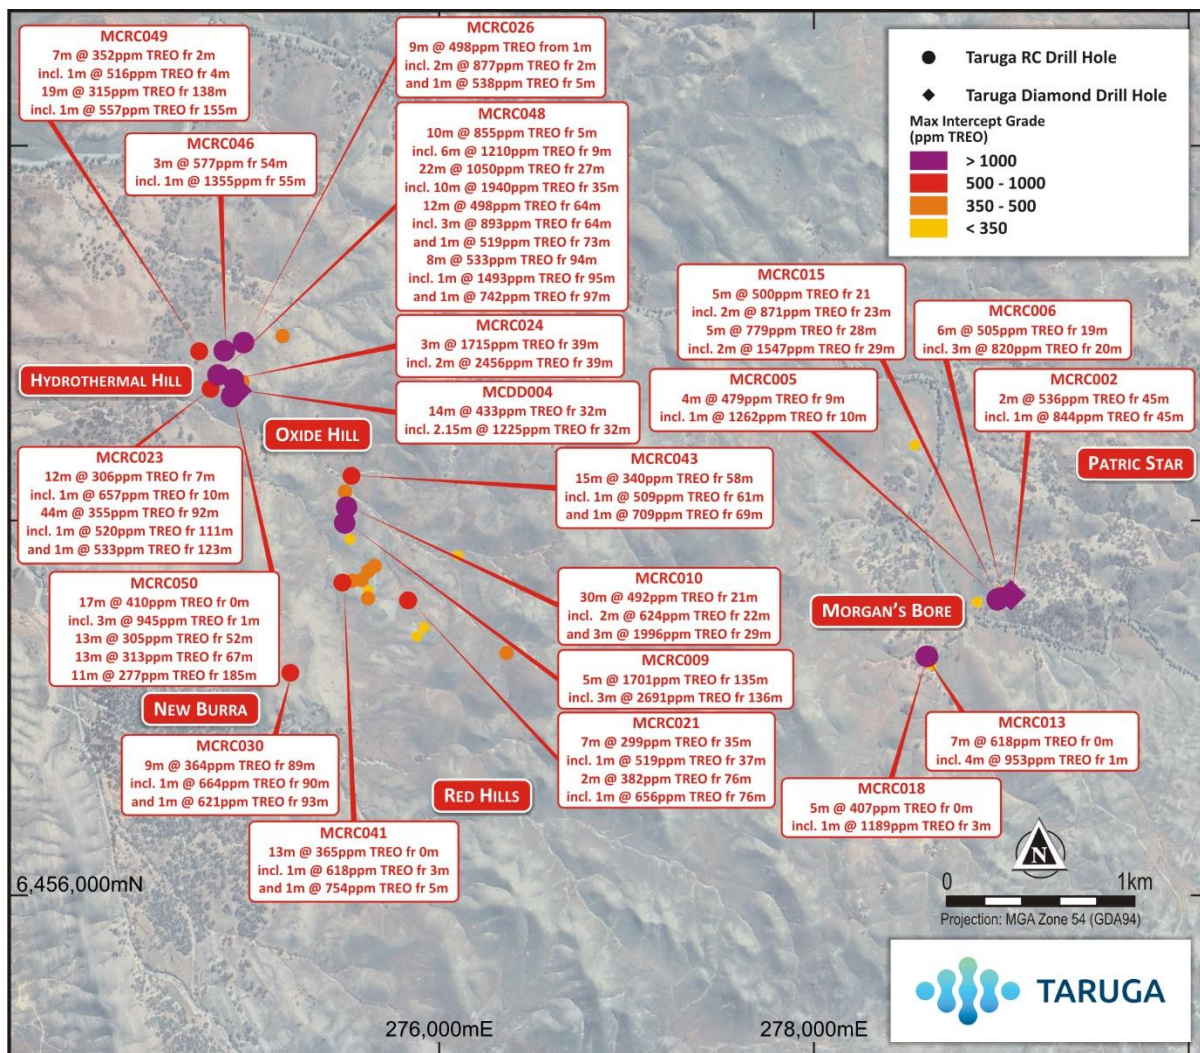 MCRC049
7m @ 352ppm TREO fr 2m
incl. 1m @ 516ppm TREO fr 4m
19m @ 315ppm TREO fr 138m
incl. 1m @ 557ppm TREO fr 155m
MCRC026
9m @ 498ppm TREO from 1m
incl. 2m @ 877ppm TREO fr 2m
and 1m @ 538ppm TREO fr 5m
Taruga RC Drill Hole
Taruga Diamond Drill Hole
Max Intercept Grade
(ppm TREO)
> 1000
500 - 1000
350 - 500
< 350
MCRC046
3m @ 577ppm fr 54m
incl. 1m @ 1355ppm fr 55m
MCRC048
10m @ 855ppm TREO fr 5m
incl. 6m @ 1210ppm TREO fr 9m
22m @ 1050ppm TREO fr 27m
incl. 10m @ 1940ppm TREO fr 35m
12m @ 498ppm TREO fr 64m
incl. 3m @ 893ppm TREO fr 64m
and 1m @ 519ppm TREO fr 73m
8m @ 533ppm TREO fr 94m
incl. 1m @ 1493ppm TREO fr 95m
and 1m @ 742ppm TREO fr 97m
MCRC015
5m @ 500ppm TREO fr 21
incl. 2m @ 871ppm TREO fr 23m
5m @ 779ppm TREO fr 28m
incl. 2m @ 1547ppm TREO fr 29m
MCRC006
6m @ 505ppm TREO fr 19m
incl. 3m @ 820ppm TREO fr 20m
MCRC024
3m @ 1715ppm TREO fr 39m
incl. 2m @ 2456ppm TREO fr 39m
MCRC005
4m @ 479ppm TREO fr 9m
incl. 1m @ 1262ppm TREO fr 10m
MCRC002
2m @ 536ppm TREO fr 45m
incl. 1m @ 844ppm TREO fr 45m
HYDROTHERMAL HILL
MCDD004
14m @ 433ppm TREO fr 32m
incl. 2.15m @ 1225ppm TREO fr 32m
OXIDE HILL
PATRIC STAR
MCRC023
12m @ 306ppm TREO fr 7m
incl. 1m @ 657ppm TREO fr 10m
44m @ 355ppm TREO fr 92m
incl. 1m @ 520ppm TREO fr 111m
and 1m @ 533ppm TREO fr 123m
MCRC043
15m @ 340ppm TREO fr 58m
incl. 1m @ 509ppm TREO fr 61m
and 1m @ 709ppm TREO fr 69m
MCRC050
17m @ 410ppm TREO fr 0m
incl. 3m @ 945ppm TREO fr 1m
13m @ 305ppm TREO fr 52m
13m @ 313ppm TREO fr 67m
11m @ 277ppm TREO fr 185m
MCRC010
30m @ 492ppm TREO fr 21m
incl. 2m @ 624ppm TREO fr 22m
and 3m @ 1996ppm TREO fr 29m
MORGAN'S BORE
MCRC009
5m @ 1701ppm TREO fr 135m
incl. 3m @ 2691ppm TREO fr 136m
NEW BURRA
MCRC030
9m @ 364ppm TREO fr 89m
incl. 1m @ 664ppm TREO fr 90m
and 1m @ 621ppm TREO fr 93m
MCRC021
7m @ 299ppm TREO fr 35m
incl. 1m @ 519ppm TREO fr 37m
2m @ 382ppm TREO fr 76m
incl. 1m @ 656ppm TREO fr 76m
MCRC013
7m @ 618ppm TREO fr 0m
incl. 4m @ 953ppm TREO fr 1m
RED HILLS
MCRC018
5m @ 407ppm TREO fr 0m
incl. 1m @ 1189ppm TREO fr 3m
MCRC041
13m @ 365ppm TREO fr 0m
incl. 1m @ 618ppm TREO fr 3m
and 1m @ 754ppm TREO fr 5m
N
6,456,000mN
0 1km
Projection: MGA Zone 54 (GDA94)
TARUGA
276,000mE
278,000mE